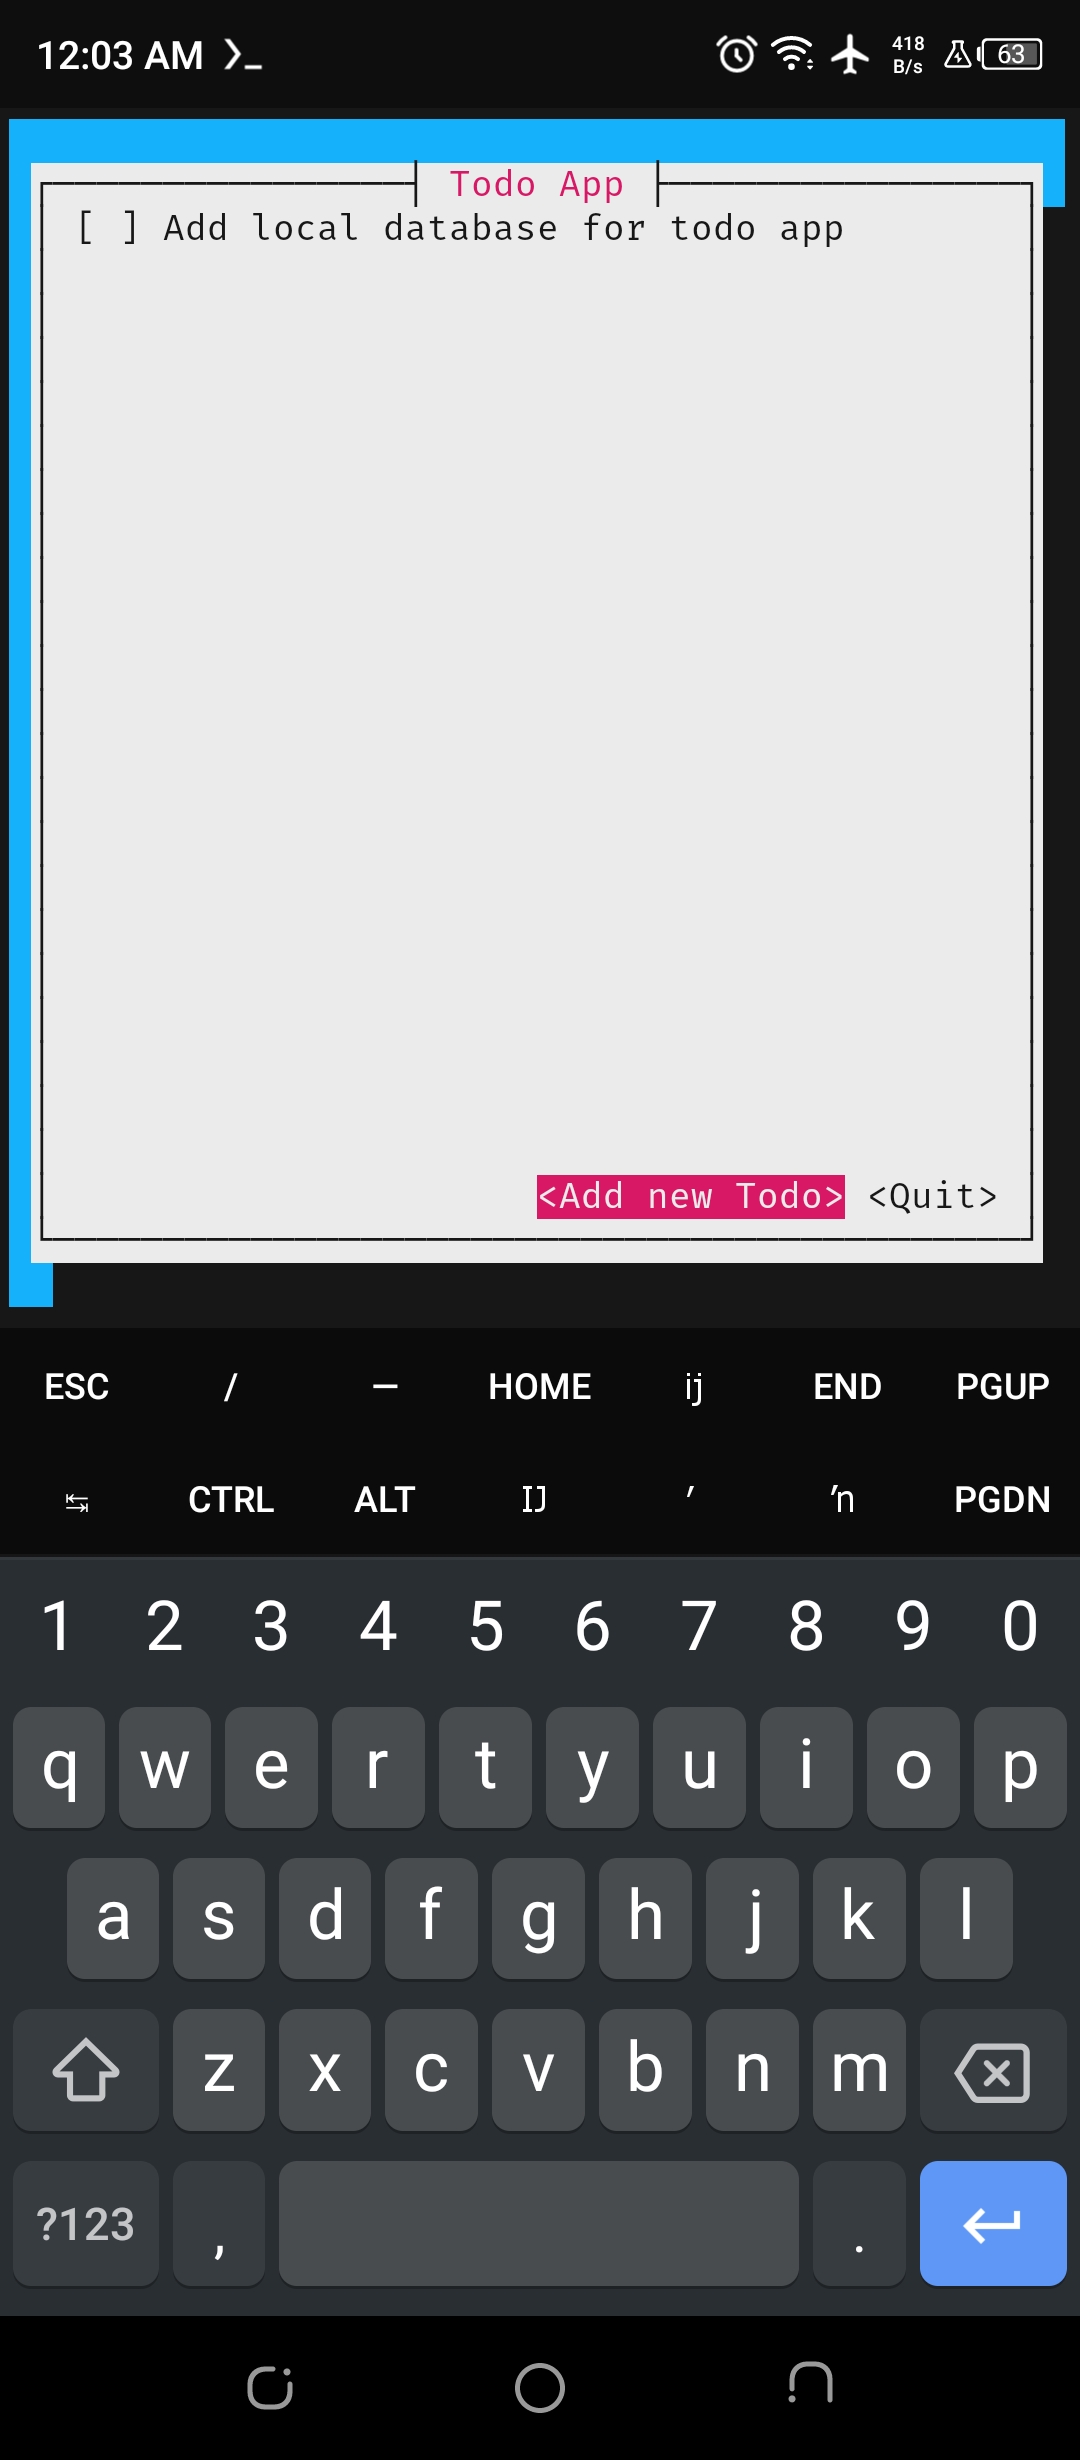 12:03 AM
418
B/s
63
Todo App
[ ] Add local database for todo app
<Add new Todo> <Quit>
ESC / — HOME ĳ END PGUP
↹ CTRL ALT IJ ′ ŉ PGDN
1 2 3 4 5 6 7 8 9 0
q w e r t y u i o p
a s d f g h j k l
z x c v b n m
?123 , .